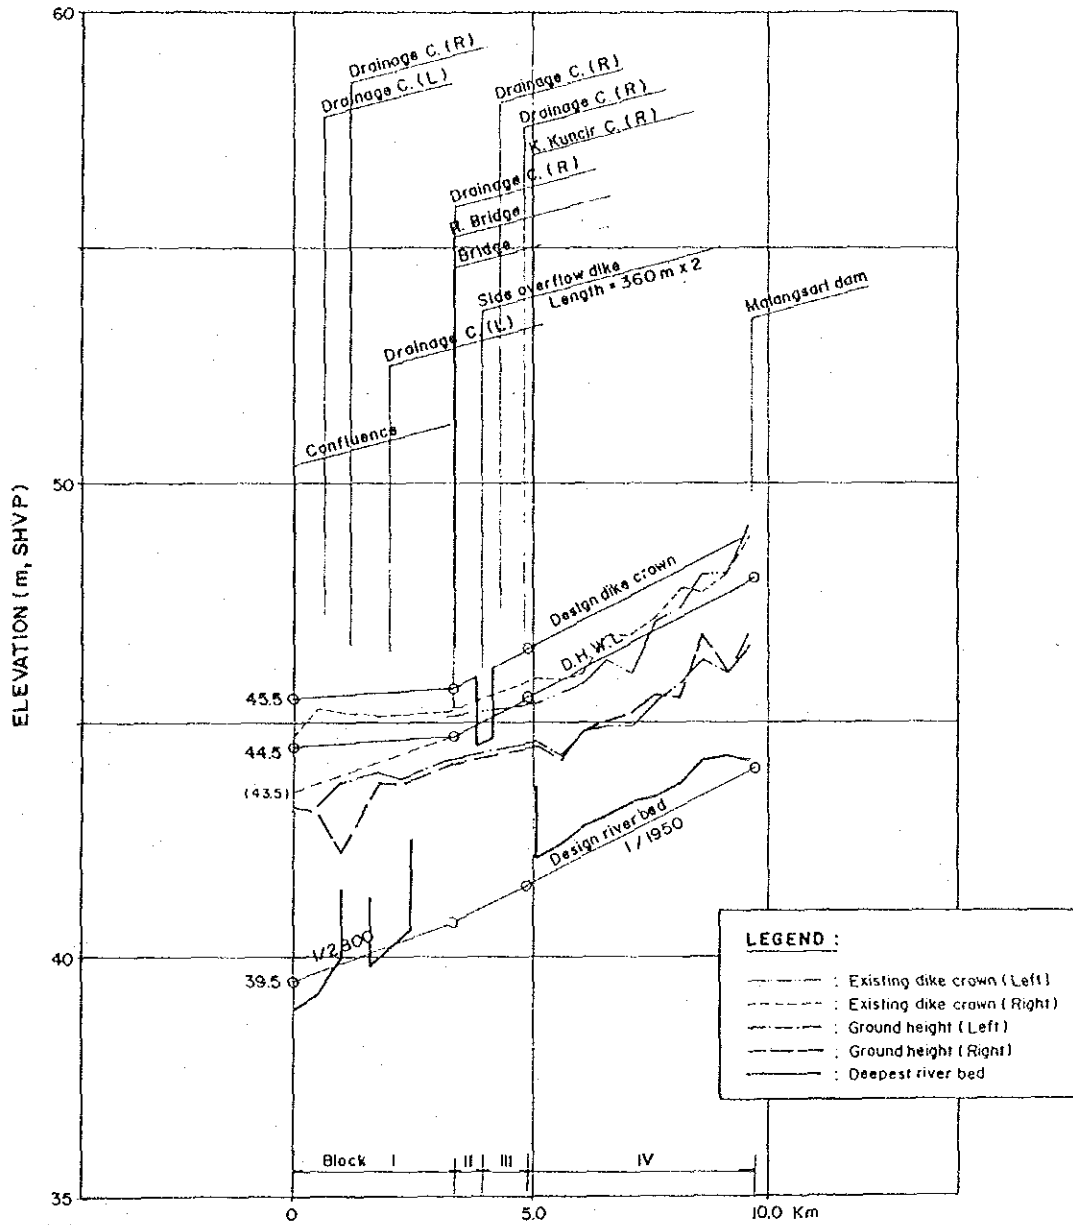 60
Drainage C. (R)
Drainage C. (L)
Drainage C. (R)
Drainage C. (R)
K. Kuncir C. (R)
Drainage C. (R)
R. Bridge
Bridge
Side overflow dike
Length = 360 m x 2
Malangsari dam
Drainage C. (L)
Confluence
50
ELEVATION (m, SHVP)
Design dike crown
D.H.W.L.
45.5
44.5
(43.5)
Design river bed
1/1950
1/2,800
40
39.5
LEGEND :
: Existing dike crown (Left)
: Existing dike crown (Right)
: Ground height (Left)
: Ground height (Right)
: Deepest river bed
Block I II III IV
35
0 5.0 10.0 Km